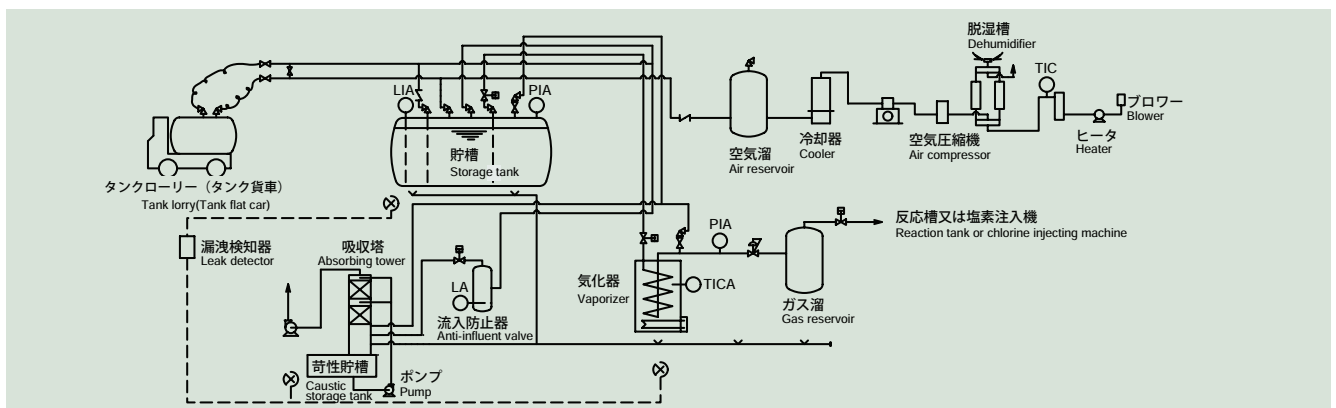 脱湿槽
Dehumidifier
TIC
ブロワー
Blower
ヒータ
Heater
空気圧縮機
Air compressor
冷却器
Cooler
空気溜
Air reservoir
LIA
PIA
貯槽
Storage tank
タンクローリー（タンク貨車）
Tank lorry(Tank flat car)
漏洩検知器
Leak detector
吸収塔
Absorbing tower
LA
流入防止器
Anti-influent valve
苛性貯槽
Caustic
storage tank
ポンプ
Pump
気化器
Vaporizer
TICA
PIA
ガス溜
Gas reservoir
反応槽又は塩素注入機
Reaction tank or chlorine injecting machine